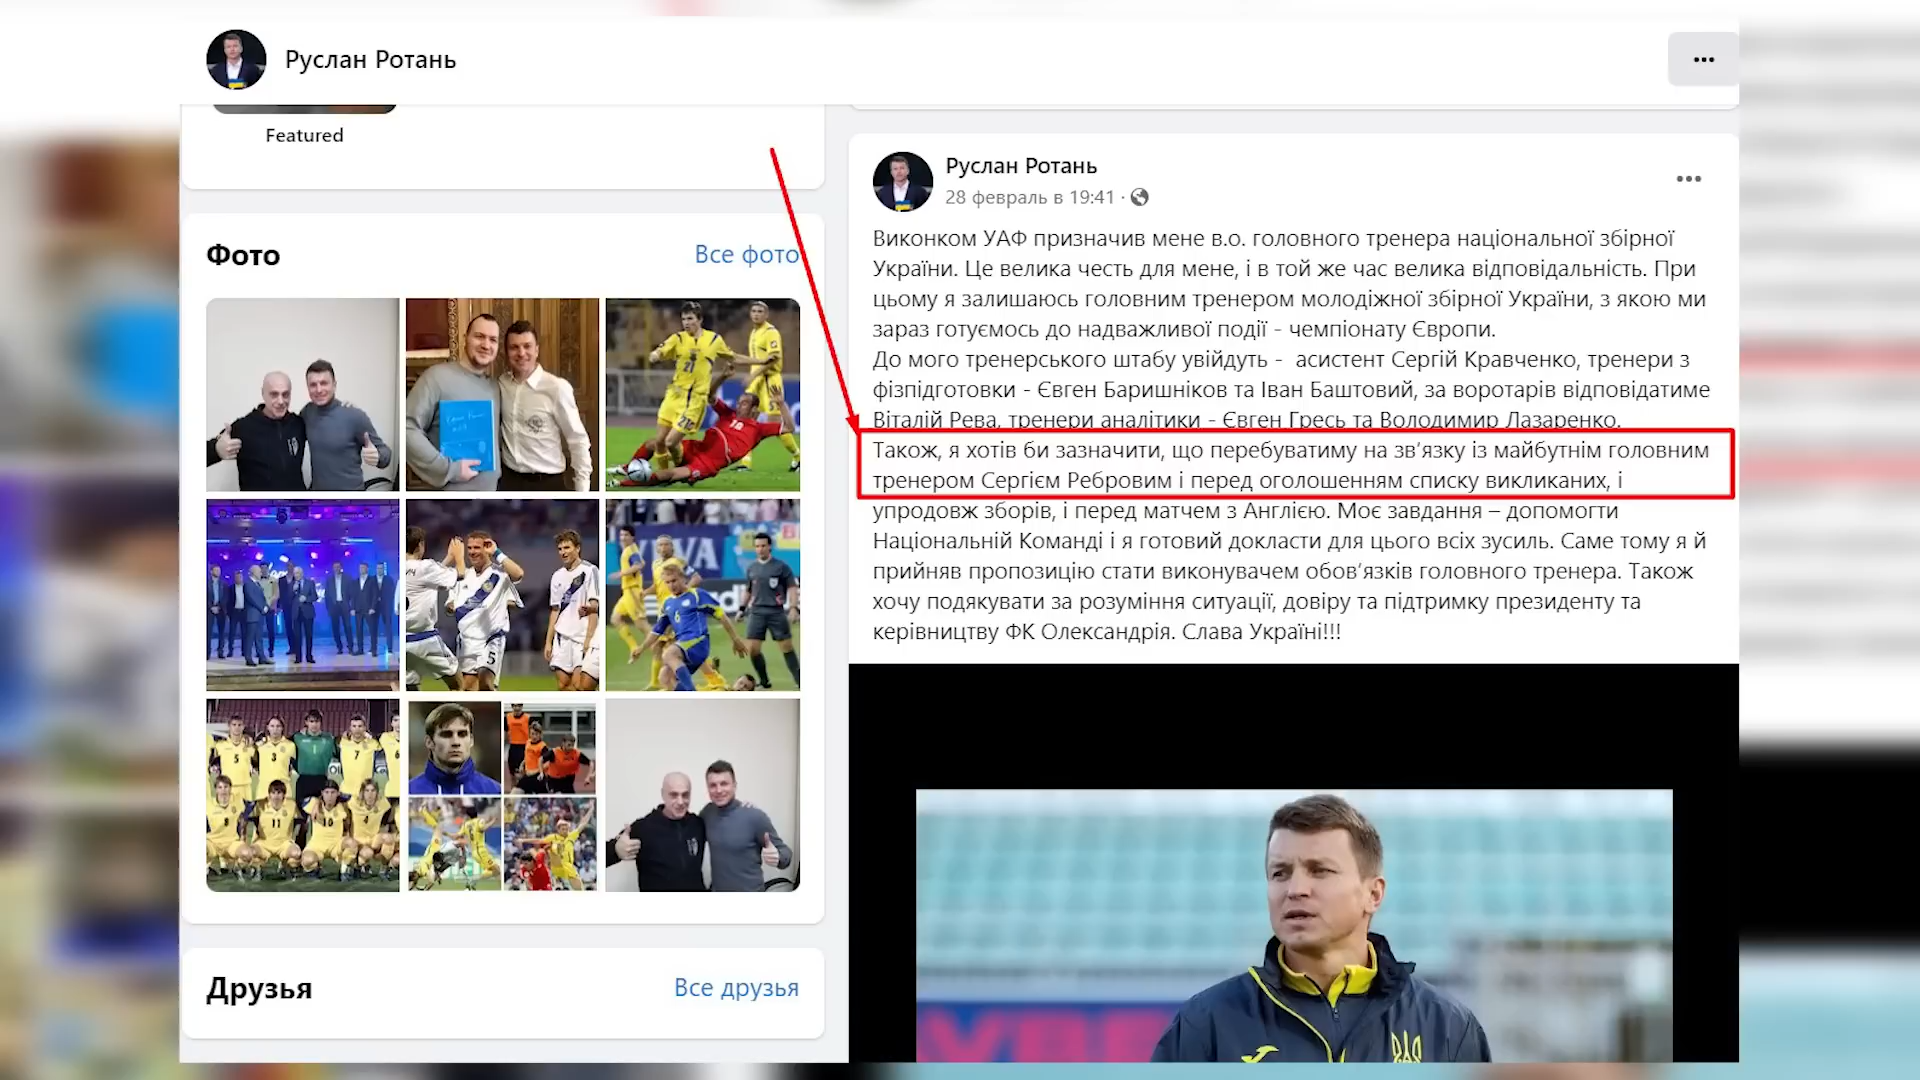 Руслан Ротань
Featured
Фото
Все фото
Друзья
Все друзья
Руслан Ротань
28 февраль в 19:41 ·
Виконком УАФ призначив мене в.о. головного тренера національної збірної
України. Це велика честь для мене, і в той же час велика відповідальність. При
цьому я залишаюсь головним тренером молодіжної збірної України, з якою ми
зараз готуємось до надважливої події - чемпіонату Європи.
До мого тренерського штабу увійдуть - асистент Сергій Кравченко, тренери з
фізпідготовки - Євген Баришніков та Іван Баштовий, за воротарів відповідатиме
Віталій Рева, тренери аналітики - Євген Гресь та Володимир Лазаренко.
Також, я хотів би зазначити, що перебуватиму на зв’язку із майбутнім головним
тренером Сергієм Ребровим і перед оголошенням списку викликаних, і
упродовж зборів, і перед матчем з Англією. Моє завдання – допомогти
Національній Команді і я готовий докласти для цього всіх зусиль. Саме тому я й
прийняв пропозицію стати виконувачем обов’язків головного тренера. Також
хочу подякувати за розуміння ситуації, довіру та підтримку президенту та
керівництву ФК Олександрія. Слава Україні!!!